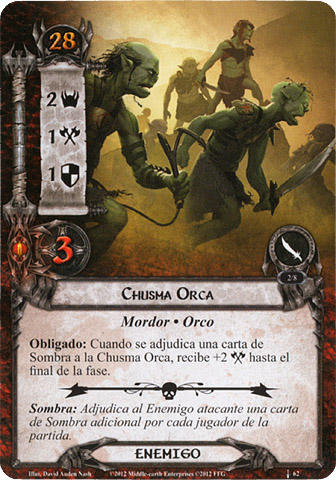 28
2
1
1
3
2/8
Chusma Orca
Mordor • Orco
Obligado: Cuando se adjudica una carta de
Sombra a la Chusma Orca, recibe +2 hasta el
final de la fase.
Sombra: Adjudica al Enemigo atacante una carta
de Sombra adicional por cada jugador de la
partida.
ENEMIGO
Illus. David Auden Nash ©2012 Middle-earth Enterprises ©2012 FFG 62